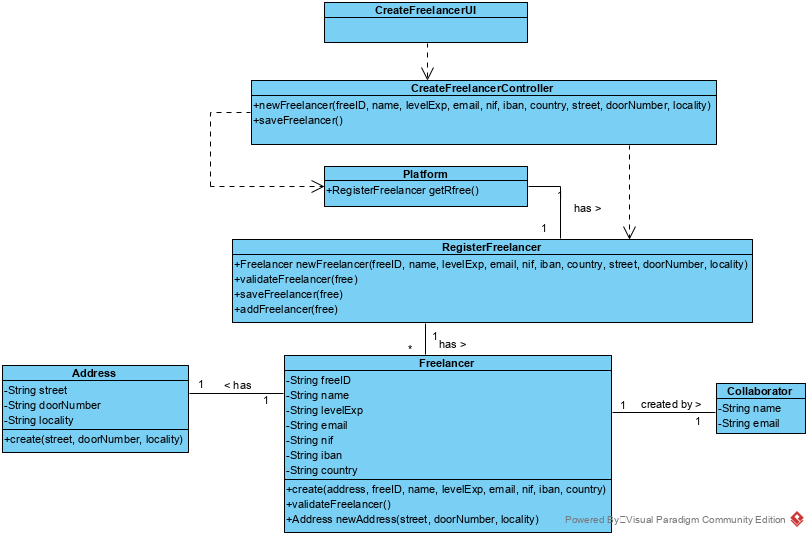 CreateFreelancerUI
CreateFreelancerController
+newFreelancer(freeID, name, levelExp, email, nif, iban, country, street, doorNumber, locality)
+saveFreelancer()
Platform
+RegisterFreelancer getRfree()
1
has >
1
RegisterFreelancer
+Freelancer newFreelancer(freeID, name, levelExp, email, nif, iban, country, street, doorNumber, locality)
+validateFreelancer(free)
+saveFreelancer(free)
+addFreelancer(free)
1
has >
*
Address
-String street
-String doorNumber
-String locality
+create(street, doorNumber, locality)
1
< has
1
Freelancer
-String freeID
-String name
-String levelExp
-String email
-String nif
-String iban
-String country
+create(address, freeID, name, levelExp, email, nif, iban, country)
+validateFreelancer()
+Address newAddress(street, doorNumber, locality)
1
created by >
1
Collaborator
-String name
-String email
Powered By Visual Paradigm Community Edition